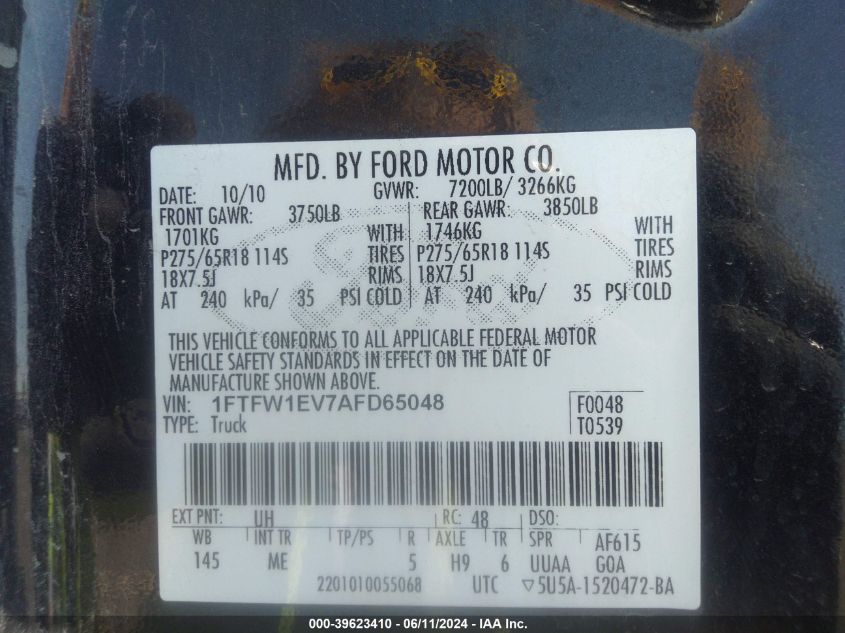 MFD. BY FORD MOTOR CO.
DATE: 10/10 GVWR: 7200LB/ 3266KG
FRONT GAWR: 3750LB REAR GAWR: 3850LB
1701KG WITH 1746KG WITH
P275/65R18 114S TIRES P275/65R18 114S TIRES
18X7.5J RIMS 18X7.5J RIMS
AT 240 kPa/ 35 PSI COLD AT 240 kPa/ 35 PSI COLD
THIS VEHICLE CONFORMS TO ALL APPLICABLE FEDERAL MOTOR
VEHICLE SAFETY STANDARDS IN EFFECT ON THE DATE OF
MANUFACTURE SHOWN ABOVE.
VIN: 1FTFW1EV7AFD65048 F0048
TYPE: Truck T0539
EXT PNT: UH RC: 48 DSO:
WB INT TR TP/PS R AXLE TR SPR AF615
145 ME 5 H9 6 UUAA GOA
2201010055068 UTC ▽5U5A-1520472-BA
000-39623410 - 06/11/2024 - IAA Inc.